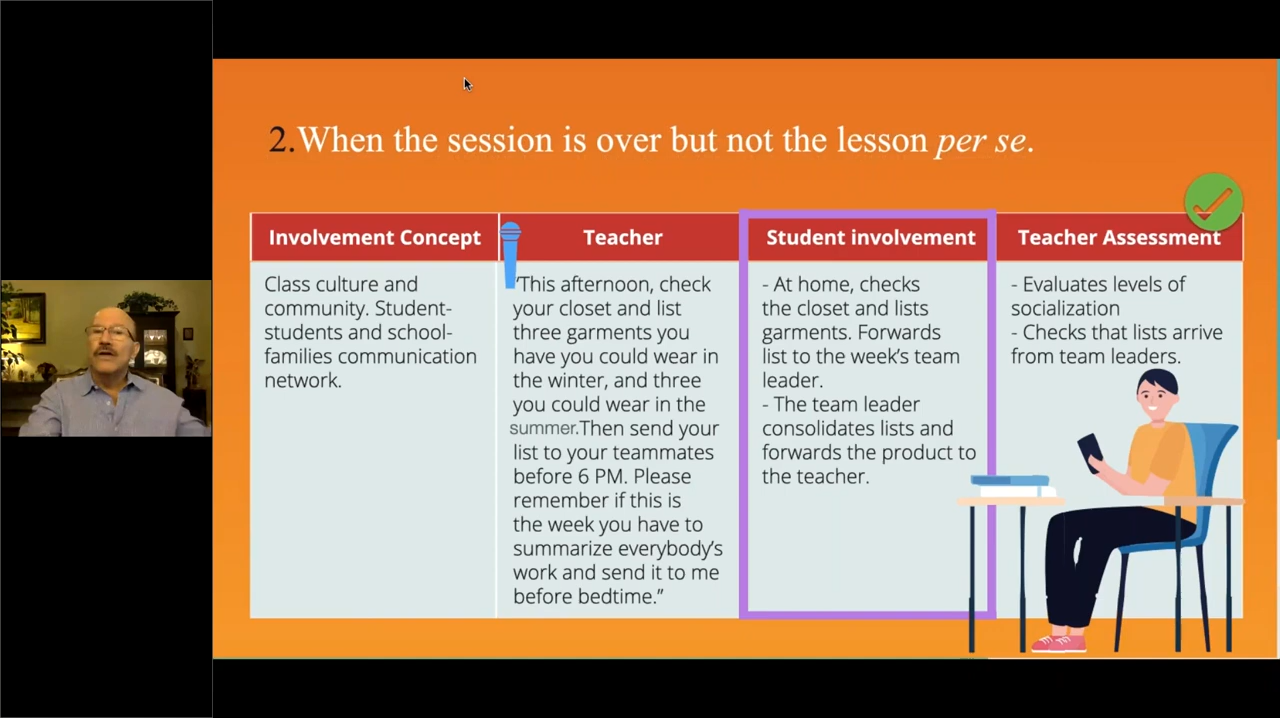 2.When the session is over but not the lesson per se.
Involvement Concept
Teacher
Student involvement
Teacher Assessment
Class culture and
community. Student-
students and school-
families communication
network.
“This afternoon, check
your closet and list
three garments you
have you could wear in
the winter, and three
you could wear in the
summer.Then send your
list to your teammates
before 6 PM. Please
remember if this is
the week you have to
summarize everybody’s
work and send it to me
before bedtime.”
- At home, checks
the closet and lists
garments. Forwards
list to the week’s team
leader.
- The team leader
consolidates lists and
forwards the product to
the teacher.
- Evaluates levels of
socialization
- Checks that lists arrive
from team leaders.